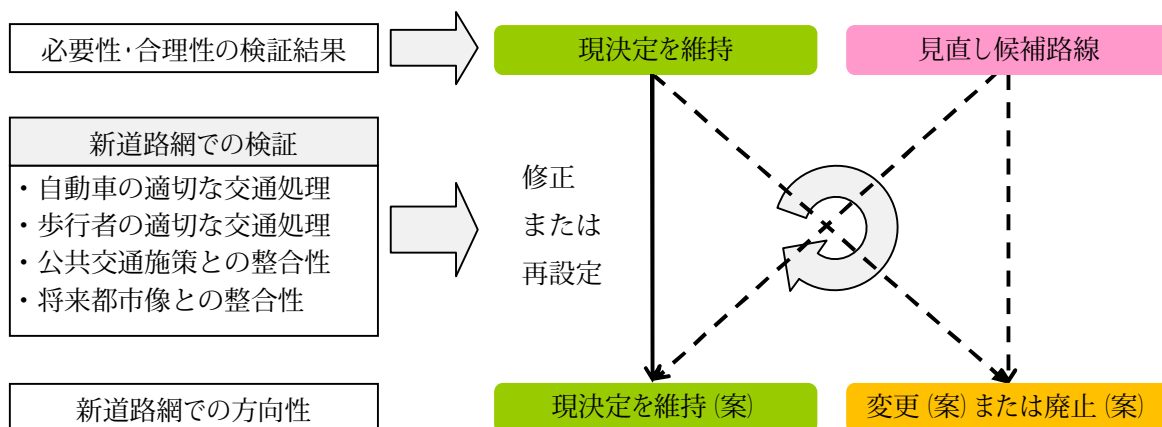 必要性・合理性の検証結果
現決定を維持
見直し候補路線
新道路網での検証
・自動車の適切な交通処理
・歩行者の適切な交通処理
・公共交通施策との整合性
・将来都市像との整合性
修正
または
再設定
新道路網での方向性
現決定を維持（案）
変更（案）または廃止（案）